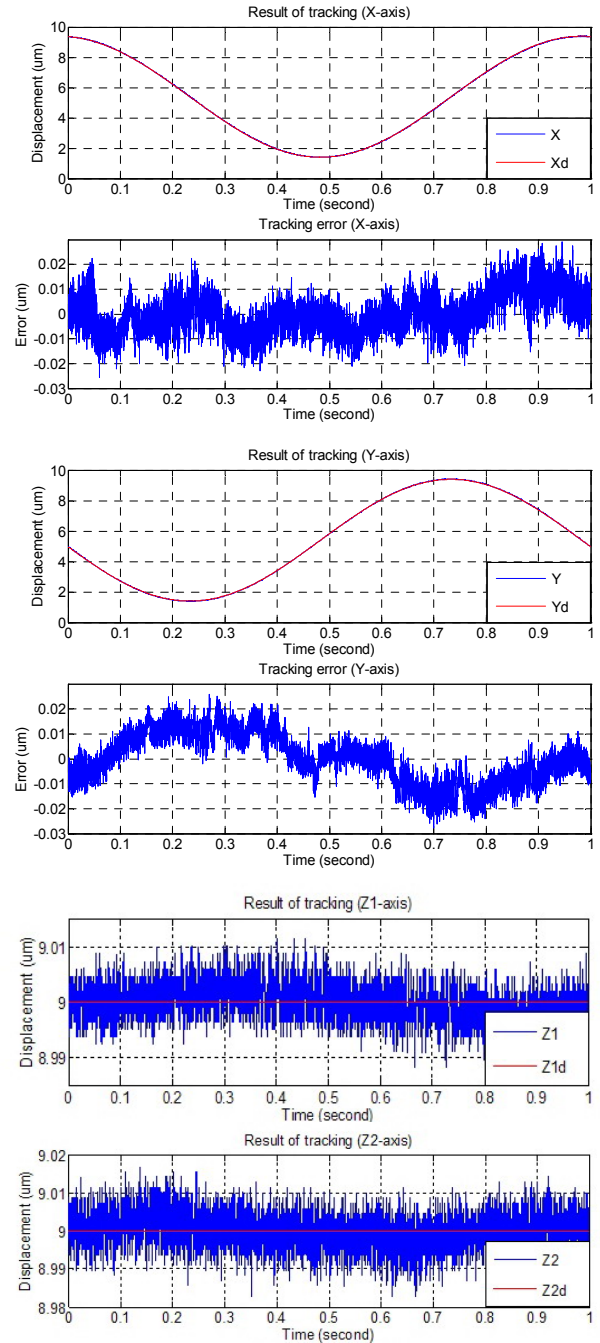 Result of tracking (X-axis)
10
8
6
4
2
0
Displacement (um)
X
Xd
0 0.1 0.2 0.3 0.4 0.5 0.6 0.7 0.8 0.9 1
Time (second)
Tracking error (X-axis)
0.02
0.01
0
-0.01
-0.02
-0.03
Error (um)
0 0.1 0.2 0.3 0.4 0.5 0.6 0.7 0.8 0.9 1
Time (second)
Result of tracking (Y-axis)
10
8
6
4
2
0
Displacement (um)
Y
Yd
0 0.1 0.2 0.3 0.4 0.5 0.6 0.7 0.8 0.9 1
Time (second)
Tracking error (Y-axis)
0.02
0.01
0
-0.01
-0.02
-0.03
Error (um)
0 0.1 0.2 0.3 0.4 0.5 0.6 0.7 0.8 0.9 1
Time (second)
Result of tracking (Z1-axis)
9.01
9
8.99
Displacement (um)
Z1
Z1d
0 0.1 0.2 0.3 0.4 0.5 0.6 0.7 0.8 0.9 1
Time (second)
Result of tracking (Z2-axis)
9.02
9.01
9
8.99
8.98
Displacement (um)
Z2
Z2d
0 0.1 0.2 0.3 0.4 0.5 0.6 0.7 0.8 0.9 1
Time (second)